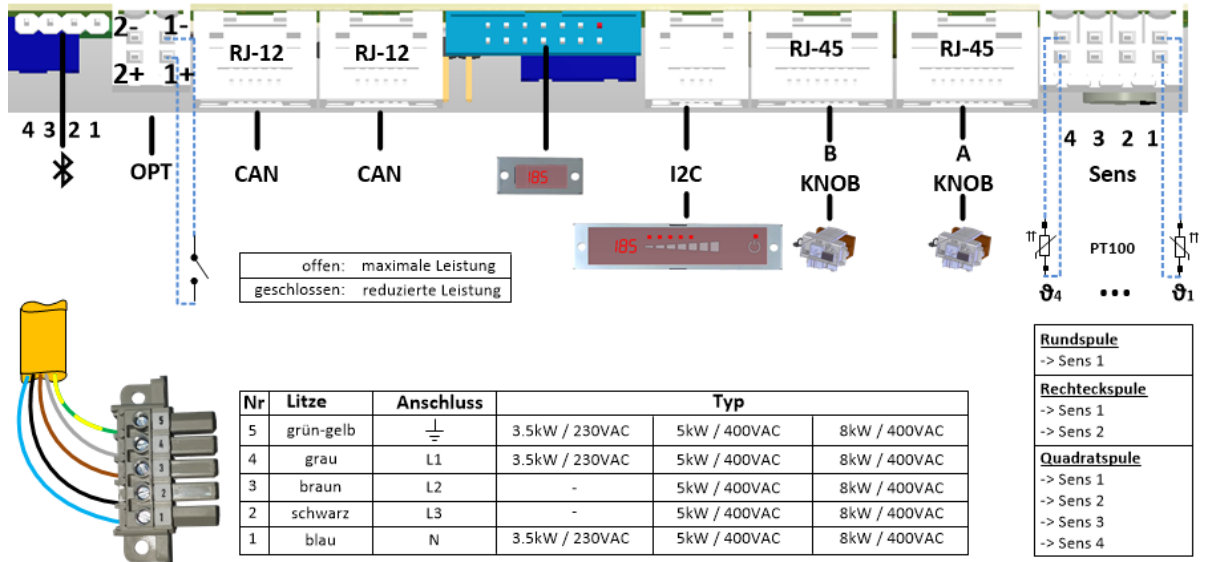 2- 1-
2+ 1+
RJ-12
RJ-12
RJ-45
RJ-45
4 3 2 1
OPT
CAN
CAN
185
I2C
185
B
KNOB
A
KNOB
4 3 2 1
Sens
PT100
ϑ4 ... ϑ1
offen: maximale Leistung
geschlossen: reduzierte Leistung
5
4
3
2
1
Nr Litze Anschluss Typ
5 grün-gelb ⏚ 3.5kW / 230VAC 5kW / 400VAC 8kW / 400VAC
4 grau L1 3.5kW / 230VAC 5kW / 400VAC 8kW / 400VAC
3 braun L2 - 5kW / 400VAC 8kW / 400VAC
2 schwarz L3 - 5kW / 400VAC 8kW / 400VAC
1 blau N 3.5kW / 230VAC 5kW / 400VAC 8kW / 400VAC
Rundspule
-> Sens 1
Rechteckspule
-> Sens 1
-> Sens 2
Quadratspule
-> Sens 1
-> Sens 2
-> Sens 3
-> Sens 4